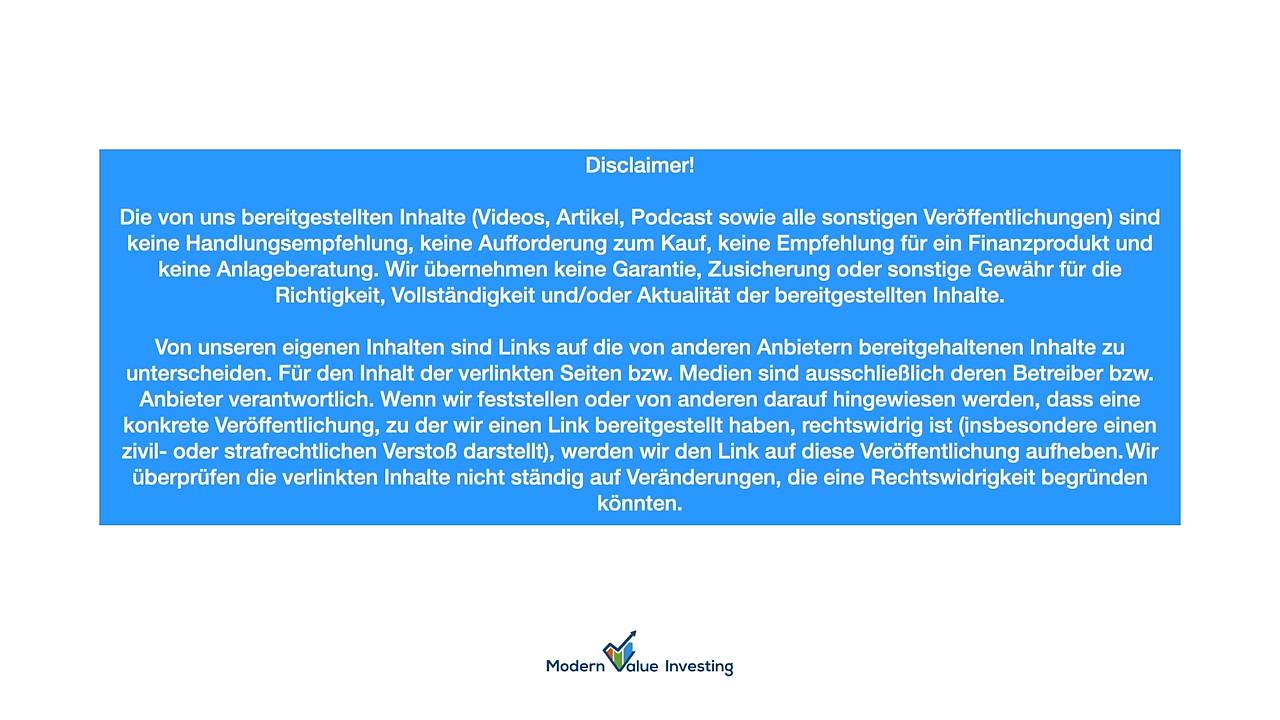 Disclaimer!
Die von uns bereitgestellten Inhalte (Videos, Artikel, Podcast sowie alle sonstigen Veröffentlichungen) sind
keine Handlungsempfehlung, keine Aufforderung zum Kauf, keine Empfehlung für ein Finanzprodukt und
keine Anlageberatung. Wir übernehmen keine Garantie, Zusicherung oder sonstige Gewähr für die
Richtigkeit, Vollständigkeit und/oder Aktualität der bereitgestellten Inhalte.
Von unseren eigenen Inhalten sind Links auf die von anderen Anbietern bereitgehaltenen Inhalte zu
unterscheiden. Für den Inhalt der verlinkten Seiten bzw. Medien sind ausschließlich deren Betreiber bzw.
Anbieter verantwortlich. Wenn wir feststellen oder von anderen darauf hingewiesen werden, dass eine
konkrete Veröffentlichung, zu der wir einen Link bereitgestellt haben, rechtswidrig ist (insbesondere einen
zivil- oder strafrechtlichen Verstoß darstellt), werden wir den Link auf diese Veröffentlichung aufheben.Wir
überprüfen die verlinkten Inhalte nicht ständig auf Veränderungen, die eine Rechtswidrigkeit begründen
könnten.
Modern Value Investing